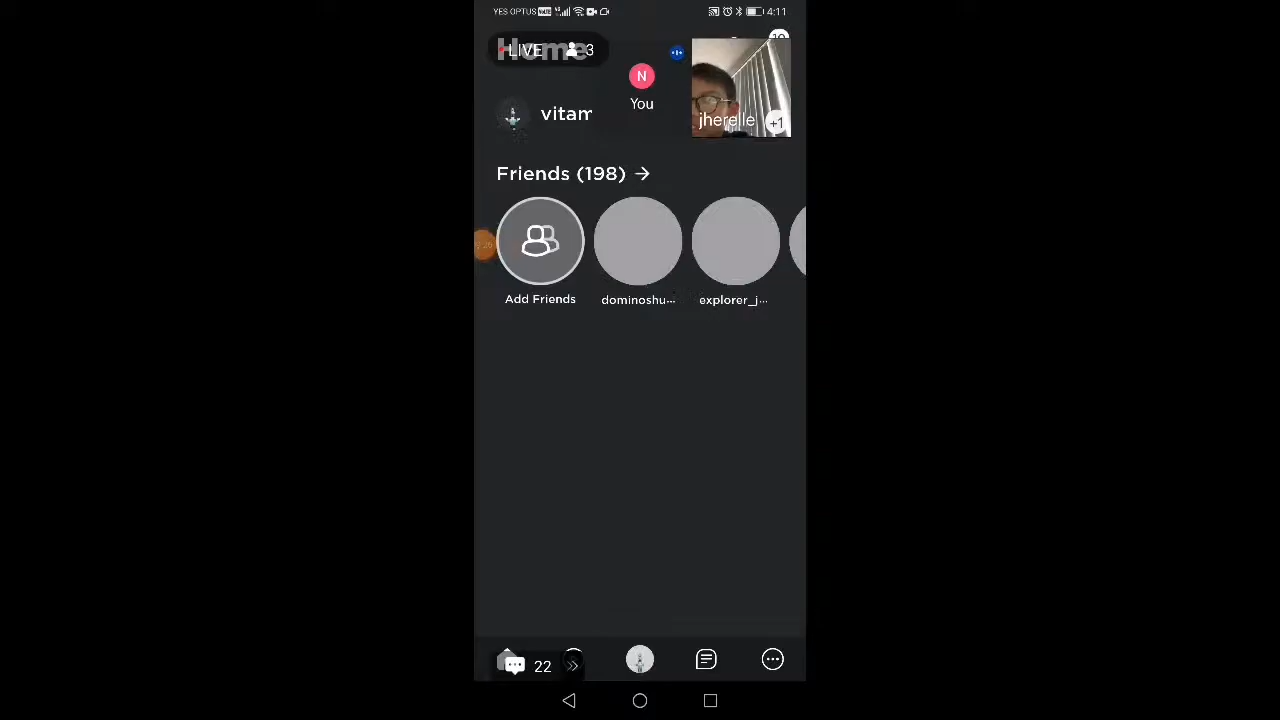 YES OPTUS 4:11
Home
LIVE 3
N
You
jherelle +1
vitam
Friends (198) →
Add Friends
dominoshu...
explorer_j...
22